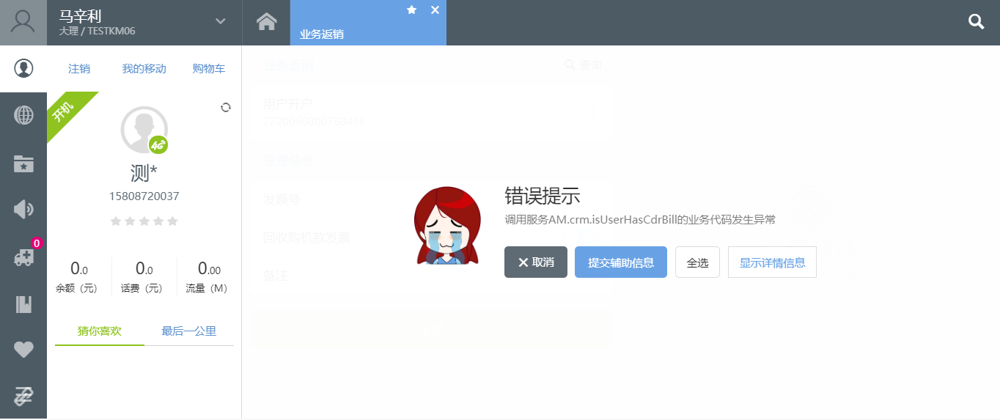 马辛利
大理 / TESTKM06
业务返销
注销
我的移动
购物车
开机
4G
测*
15808720037
0
0.0
0.0
0.00
余额（元）
话费（元）
流量（M）
猜你喜欢
最后一公里
业务返销
查询
用户开户
受理信息
发票号
回收购机款发票
备注
错误提示
调用服务AM.crm.isUserHasCdrBill的业务代码发生异常
取消
提交辅助信息
全选
显示详情信息